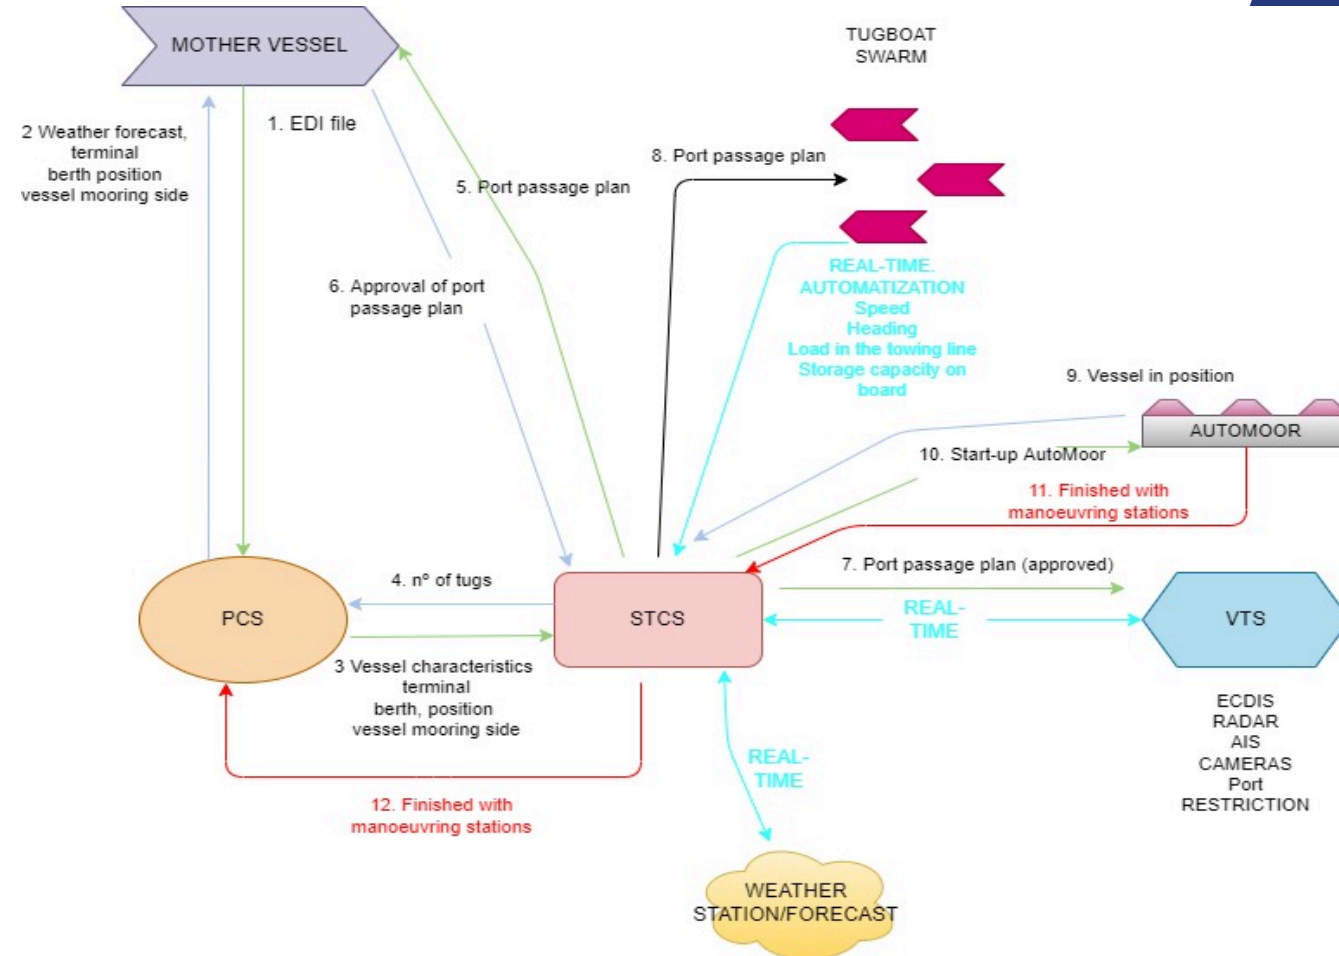 MOTHER VESSEL
TUGBOAT
SWARM
1. EDI file
2 Weather forecast,
terminal
berth position
vessel mooring side
5. Port passage plan
8. Port passage plan
6. Approval of port
passage plan
REAL-TIME.
AUTOMATIZATION
Speed
Heading
Load in the towing line
Storage capacity on
board
9. Vessel in position
AUTOMOOR
10. Start-up AutoMoor
11. Finished with
manoeuvring stations
4. nº of tugs
7. Port passage plan (approved)
PCS
STCS
REAL-
TIME
VTS
3 Vessel characteristics
terminal
berth, position
vessel mooring side
ECDIS
RADAR
AIS
CAMERAS
Port
RESTRICTION
REAL-
TIME
12. Finished with
manoeuvring stations
WEATHER
STATION/FORECAST